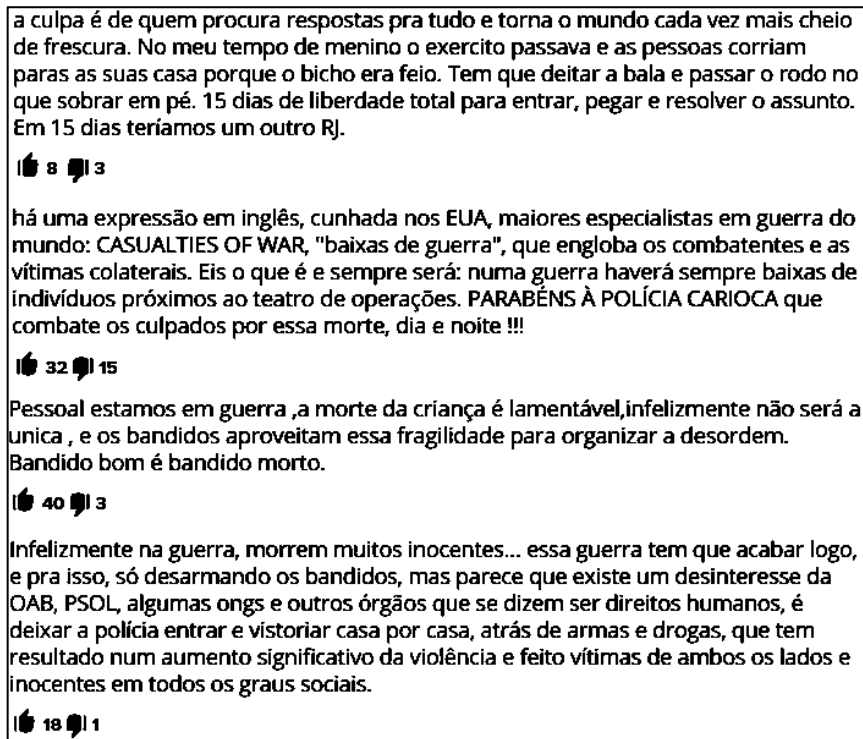 a culpa é de quem procura respostas pra tudo e torna o mundo cada vez mais cheio
de frescura. No meu tempo de menino o exercito passava e as pessoas corriam
paras as suas casa porque o bicho era feio. Tem que deitar a bala e passar o rodo no
que sobrar em pé. 15 dias de liberdade total para entrar, pegar e resolver o assunto.
Em 15 dias teríamos um outro RJ.
8 3
há uma expressão em inglês, cunhada nos EUA, maiores especialistas em guerra do
mundo: CASUALTIES OF WAR, "baixas de guerra", que engloba os combatentes e as
vítimas colaterais. Eis o que é e sempre será: numa guerra haverá sempre baixas de
indivíduos próximos ao teatro de operações. PARABÉNS À POLÍCIA CARIOCA que
combate os culpados por essa morte, dia e noite !!!
32 15
Pessoal estamos em guerra ,a morte da criança é lamentável,infelizmente não será a
unica , e os bandidos aproveitam essa fragilidade para organizar a desordem.
Bandido bom é bandido morto.
40 3
Infelizmente na guerra, morrem muitos inocentes... essa guerra tem que acabar logo,
e pra isso, só desarmando os bandidos, mas parece que existe um desinteresse da
OAB, PSOL, algumas ongs e outros órgãos que se dizem ser direitos humanos, é
deixar a polícia entrar e vistoriar casa por casa, atrás de armas e drogas, que tem
resultado num aumento significativo da violência e feito vítimas de ambos os lados e
inocentes em todos os graus sociais.
18 1